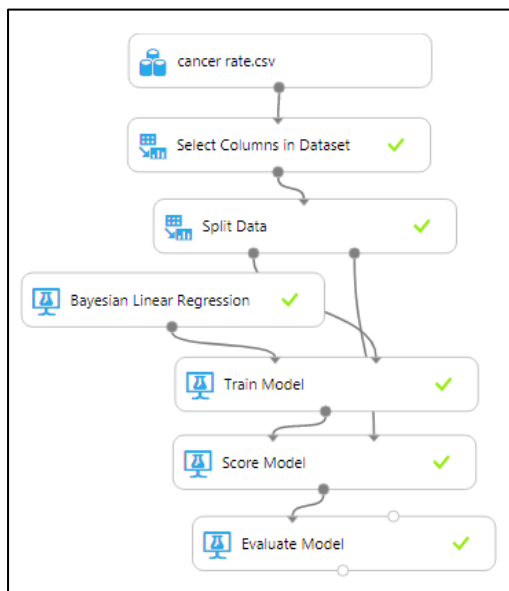 cancer rate.csv
Select Columns in Dataset
Split Data
Bayesian Linear Regression
Train Model
Score Model
Evaluate Model